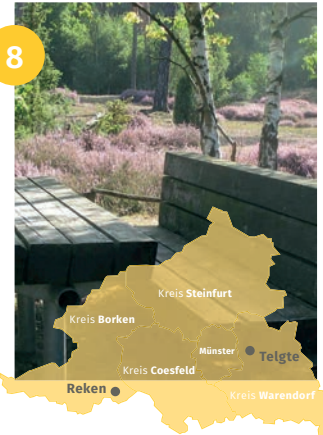 8
Kreis Steinfurt
Kreis Borken
Münster
Telgte
Kreis Coesfeld
Reken
Kreis Warendorf